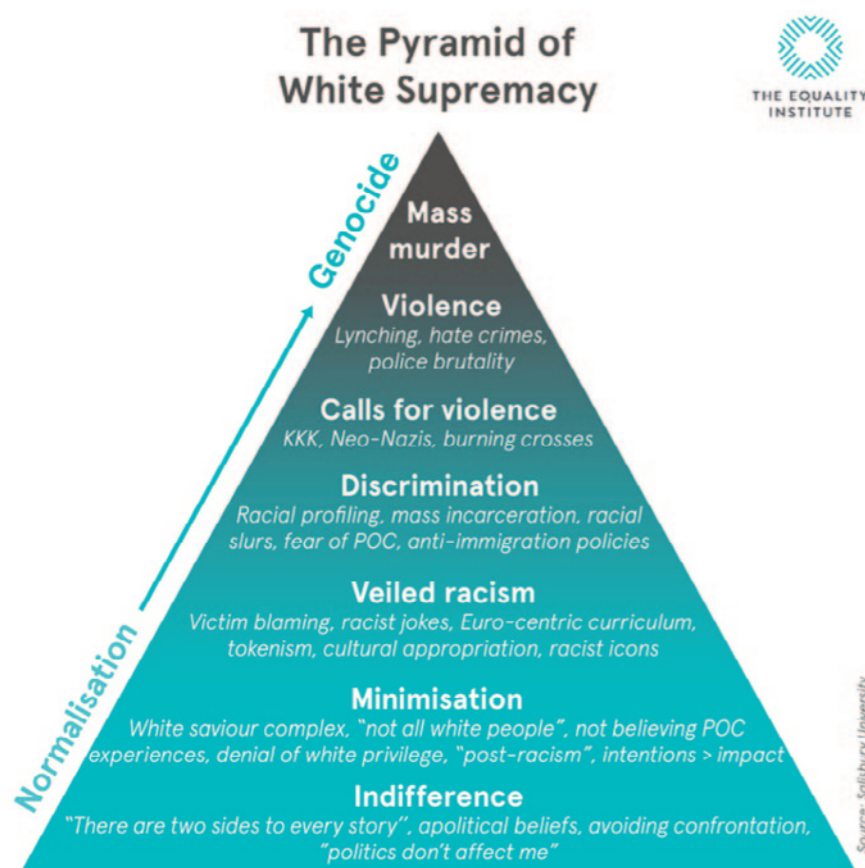 The Pyramid of
White Supremacy
THE EQUALITY
INSTITUTE
Genocide
Normalisation
Mass
murder
Violence
Lynching, hate crimes,
police brutality
Calls for violence
KKK, Neo-Nazis, burning crosses
Discrimination
Racial profiling, mass incarceration, racial
slurs, fear of POC, anti-immigration policies
Veiled racism
Victim blaming, racist jokes, Euro-centric curriculum,
tokenism, cultural appropriation, racist icons
Minimisation
White saviour complex, "not all white people", not believing POC
experiences, denial of white privilege, "post-racism", intentions > impact
Indifference
"There are two sides to every story", apolitical beliefs, avoiding confrontation,
"politics don't affect me"
Source: Salisbury University